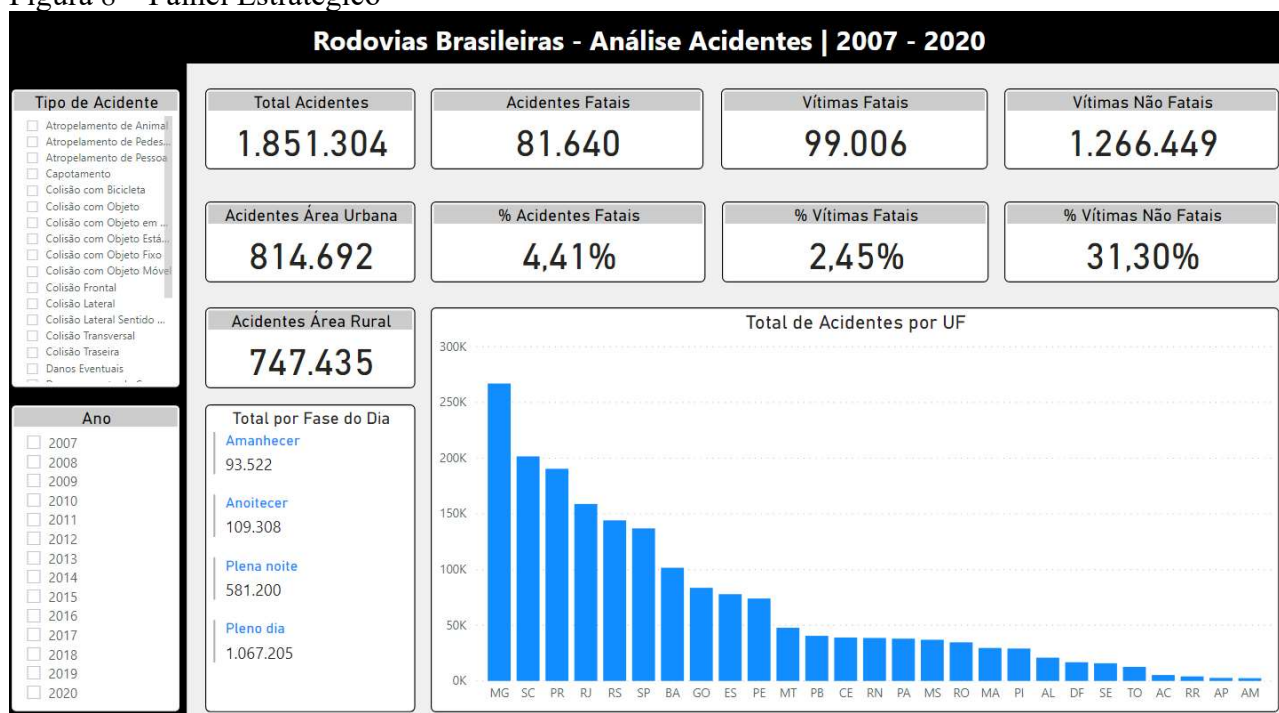 Figura 8 – Painel Estratégico
Rodovias Brasileiras - Análise Acidentes | 2007 - 2020
Tipo de Acidente
Atropelamento de Animal
Atropelamento de Pedes...
Atropelamento de Pessoa
Capotamento
Colisão com Bicicleta
Colisão com Objeto
Colisão com Objeto em ...
Colisão com Objeto Está...
Colisão com Objeto Fixo
Colisão com Objeto Móvel
Colisão Frontal
Colisão Lateral
Colisão Lateral Sentido ...
Colisão Transversal
Colisão Traseira
Danos Eventuais
Ano
2007
2008
2009
2010
2011
2012
2013
2014
2015
2016
2017
2018
2019
2020
Total Acidentes
1.851.304
Acidentes Fatais
81.640
Vítimas Fatais
99.006
Vítimas Não Fatais
1.266.449
Acidentes Área Urbana
814.692
% Acidentes Fatais
4,41%
% Vítimas Fatais
2,45%
% Vítimas Não Fatais
31,30%
Acidentes Área Rural
747.435
Total por Fase do Dia
Amanhecer
93.522
Anoitecer
109.308
Plena noite
581.200
Pleno dia
1.067.205
Total de Acidentes por UF
300K
250K
200K
150K
100K
50K
0K
MG SC PR RJ RS SP BA GO ES PE MT PB CE RN PA MS RO MA PI AL DF SE TO AC RR AP AM